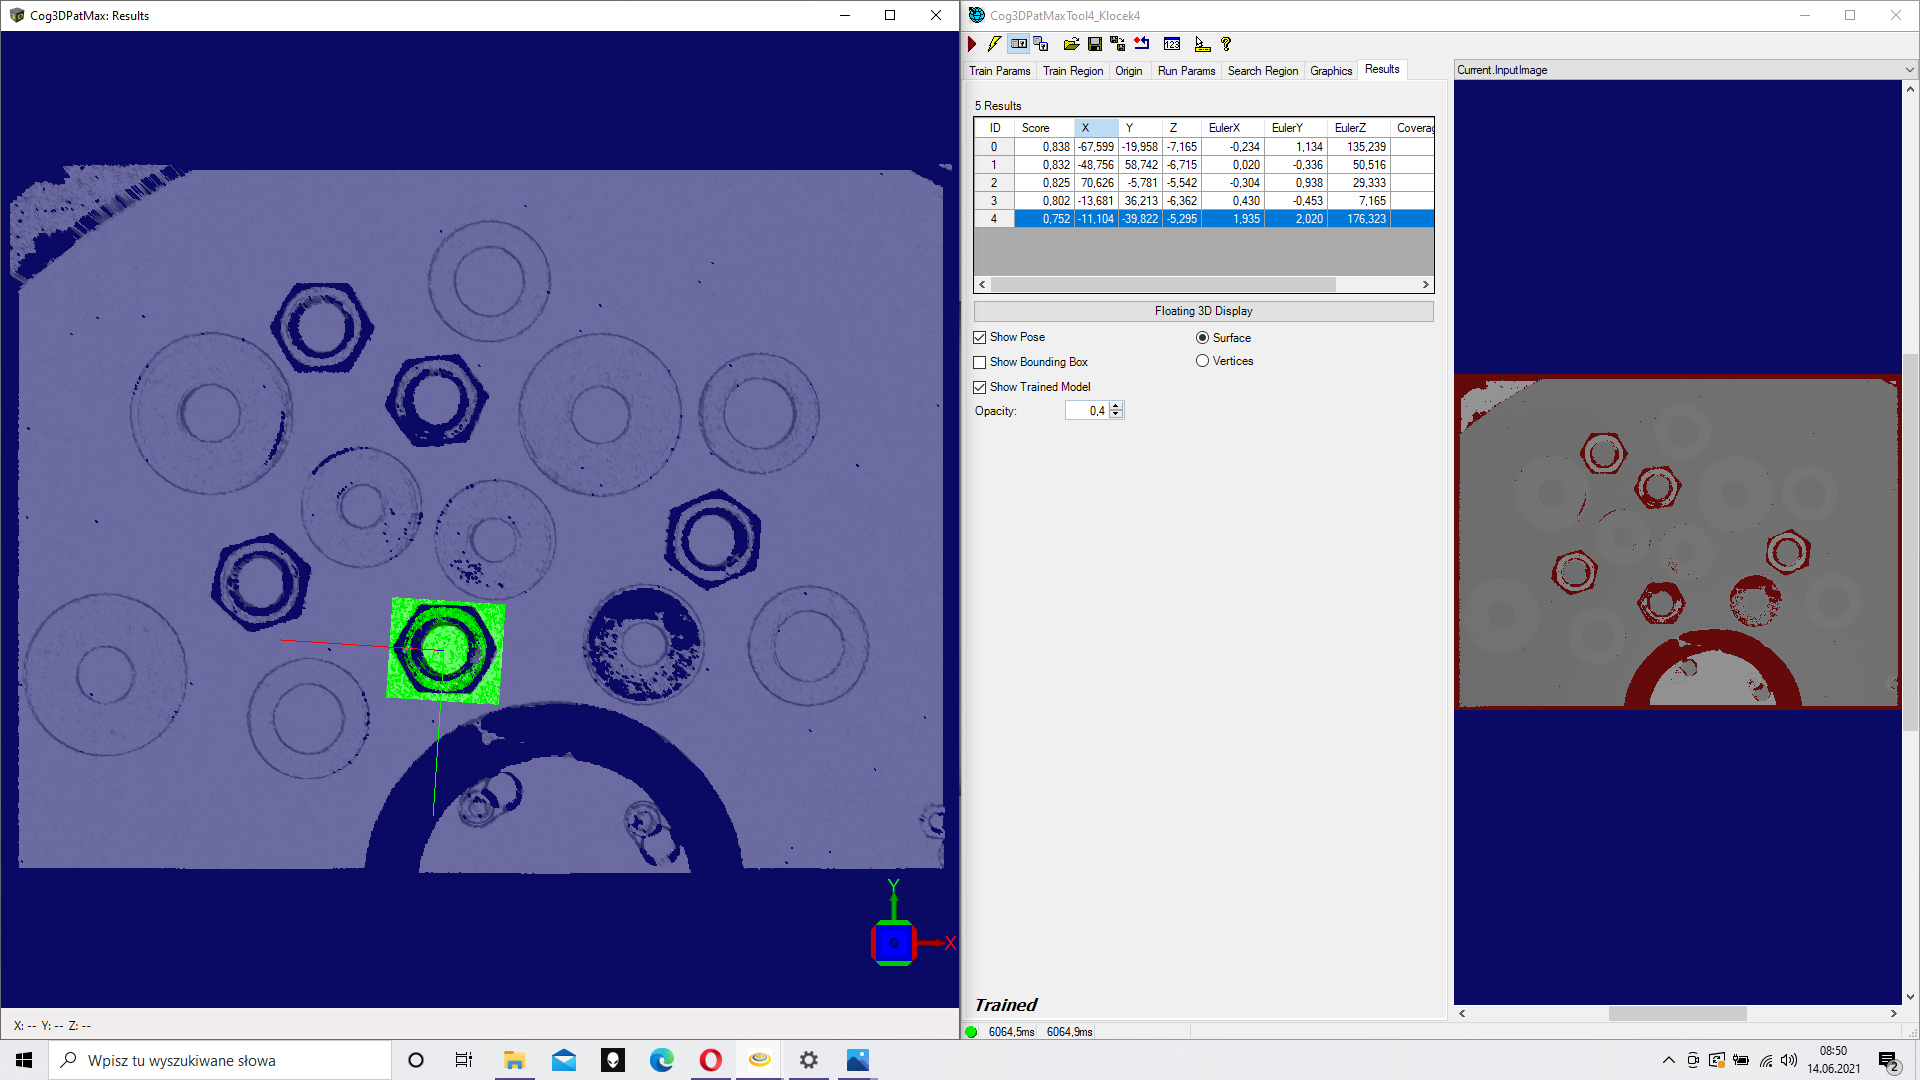 Cog3DPatMax: Results
Y
X
X: -- Y: -- Z: --
Cog3DPatMaxTool4_Klocek4
123
Train Params Train Region Origin Run Params Search Region Graphics Results
5 Results
ID Score X Y Z EulerX EulerY EulerZ Coverag
0 0,838 -67,599 -19,958 -7,165 -0,234 1,134 135,239
1 0,832 -48,756 58,742 -6,715 0,020 -0,336 50,516
2 0,825 70,626 -5,781 -5,542 -0,304 0,938 29,333
3 0,802 -13,681 36,213 -6,362 0,430 -0,453 7,165
4 0,752 -11,104 -39,822 -5,295 1,935 2,020 176,323
Floating 3D Display
Show Pose Surface
Show Bounding Box Vertices
Show Trained Model
Opacity: 0,4
Trained
6064,5ms 6064,9ms
Current.InputImage
Wpisz tu wyszukiwane słowa
08:50
14.06.2021
2